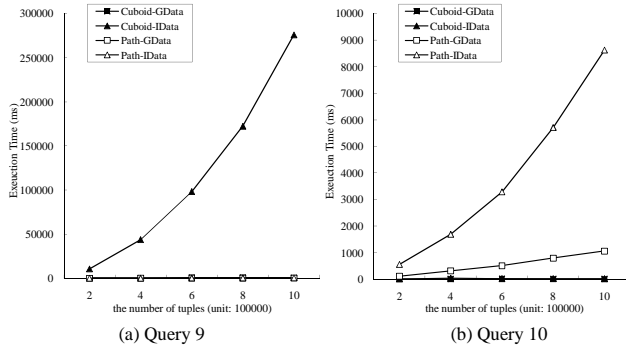 300000
250000
200000
150000
100000
50000
0
Exeuction Time (ms)
Cuboid-GData
Cuboid-IData
Path-GData
Path-IData
2 4 6 8 10
the number of tuples (unit: 100000)
(a) Query 9
10000
9000
8000
7000
6000
5000
4000
3000
2000
1000
0
Exeuction Time (ms)
Cuboid-GData
Cuboid-IData
Path-GData
Path-IData
2 4 6 8 10
the number of tuples (unit: 100000)
(b) Query 10